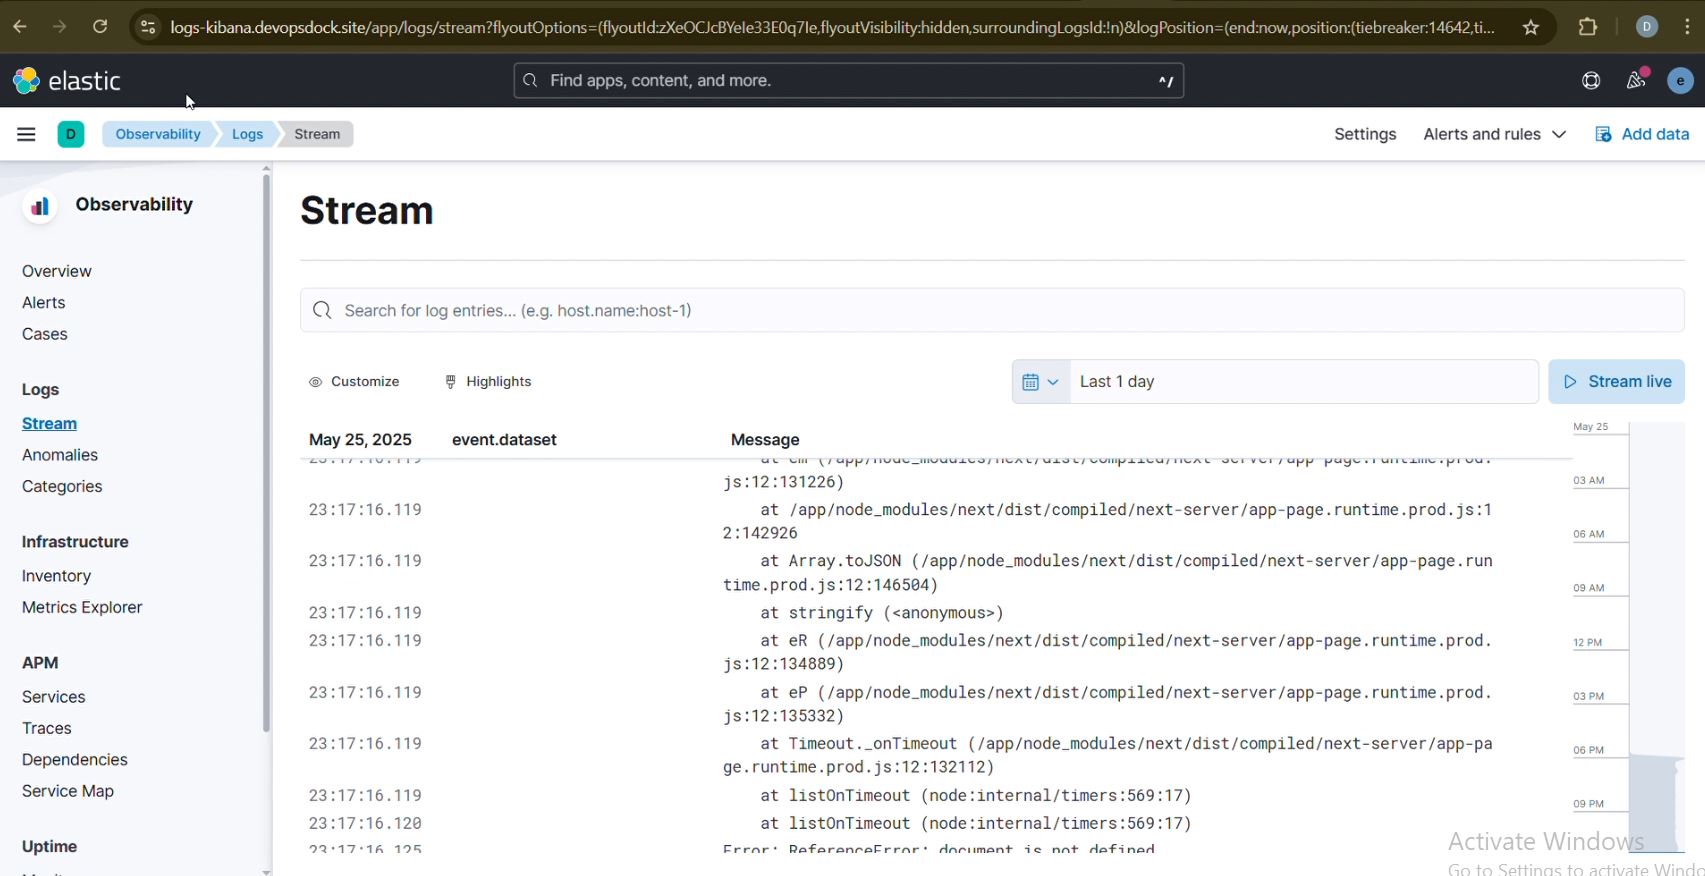 logs-kibana.devopsdock.site/app/logs/stream?flyoutOptions=(flyoutId:zXeOCJcBYele33E0q7le,flyoutVisibility:hidden,surroundingLogsId:!n)&logPosition=(end:now,position:(tiebreaker:14642,ti...
D
elastic
Find apps, content, and more.
^/
e
D
Observability
Logs
Stream
Settings
Alerts and rules
Add data
Observability
Overview
Alerts
Cases
Logs
Stream
Anomalies
Categories
Infrastructure
Inventory
Metrics Explorer
APM
Services
Traces
Dependencies
Service Map
Uptime
Stream
Search for log entries... (e.g. host.name:host-1)
Customize
Highlights
Last 1 day
Stream live
May 25, 2025 event.dataset Message
js:12:131226)
23:17:16.119 at /app/node_modules/next/dist/compiled/next-server/app-page.runtime.prod.js:1
2:142926
23:17:16.119 at Array.toJSON (/app/node_modules/next/dist/compiled/next-server/app-page.run
time.prod.js:12:146504)
23:17:16.119 at stringify (<anonymous>)
23:17:16.119 at eR (/app/node_modules/next/dist/compiled/next-server/app-page.runtime.prod.
js:12:134889)
23:17:16.119 at eP (/app/node_modules/next/dist/compiled/next-server/app-page.runtime.prod.
js:12:135332)
23:17:16.119 at Timeout._onTimeout (/app/node_modules/next/dist/compiled/next-server/app-pa
ge.runtime.prod.js:12:132112)
23:17:16.119 at listOnTimeout (node:internal/timers:569:17)
23:17:16.120 at listOnTimeout (node:internal/timers:569:17)
23:17:16.125 Error: ReferenceError: document is not defined
May 25
03 AM
06 AM
09 AM
12 PM
03 PM
06 PM
09 PM
Activate Windows
Go to Settings to activate Windo